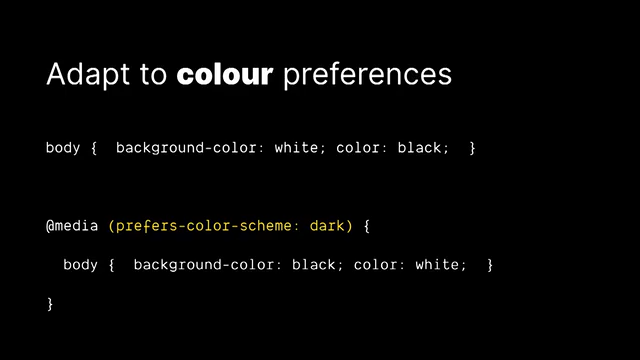 Adapt to colour preferences
body {  background-color: white; color: black;  }
@media (prefers-color-scheme: dark) {
  body {  background-color: black; color: white;  }
}